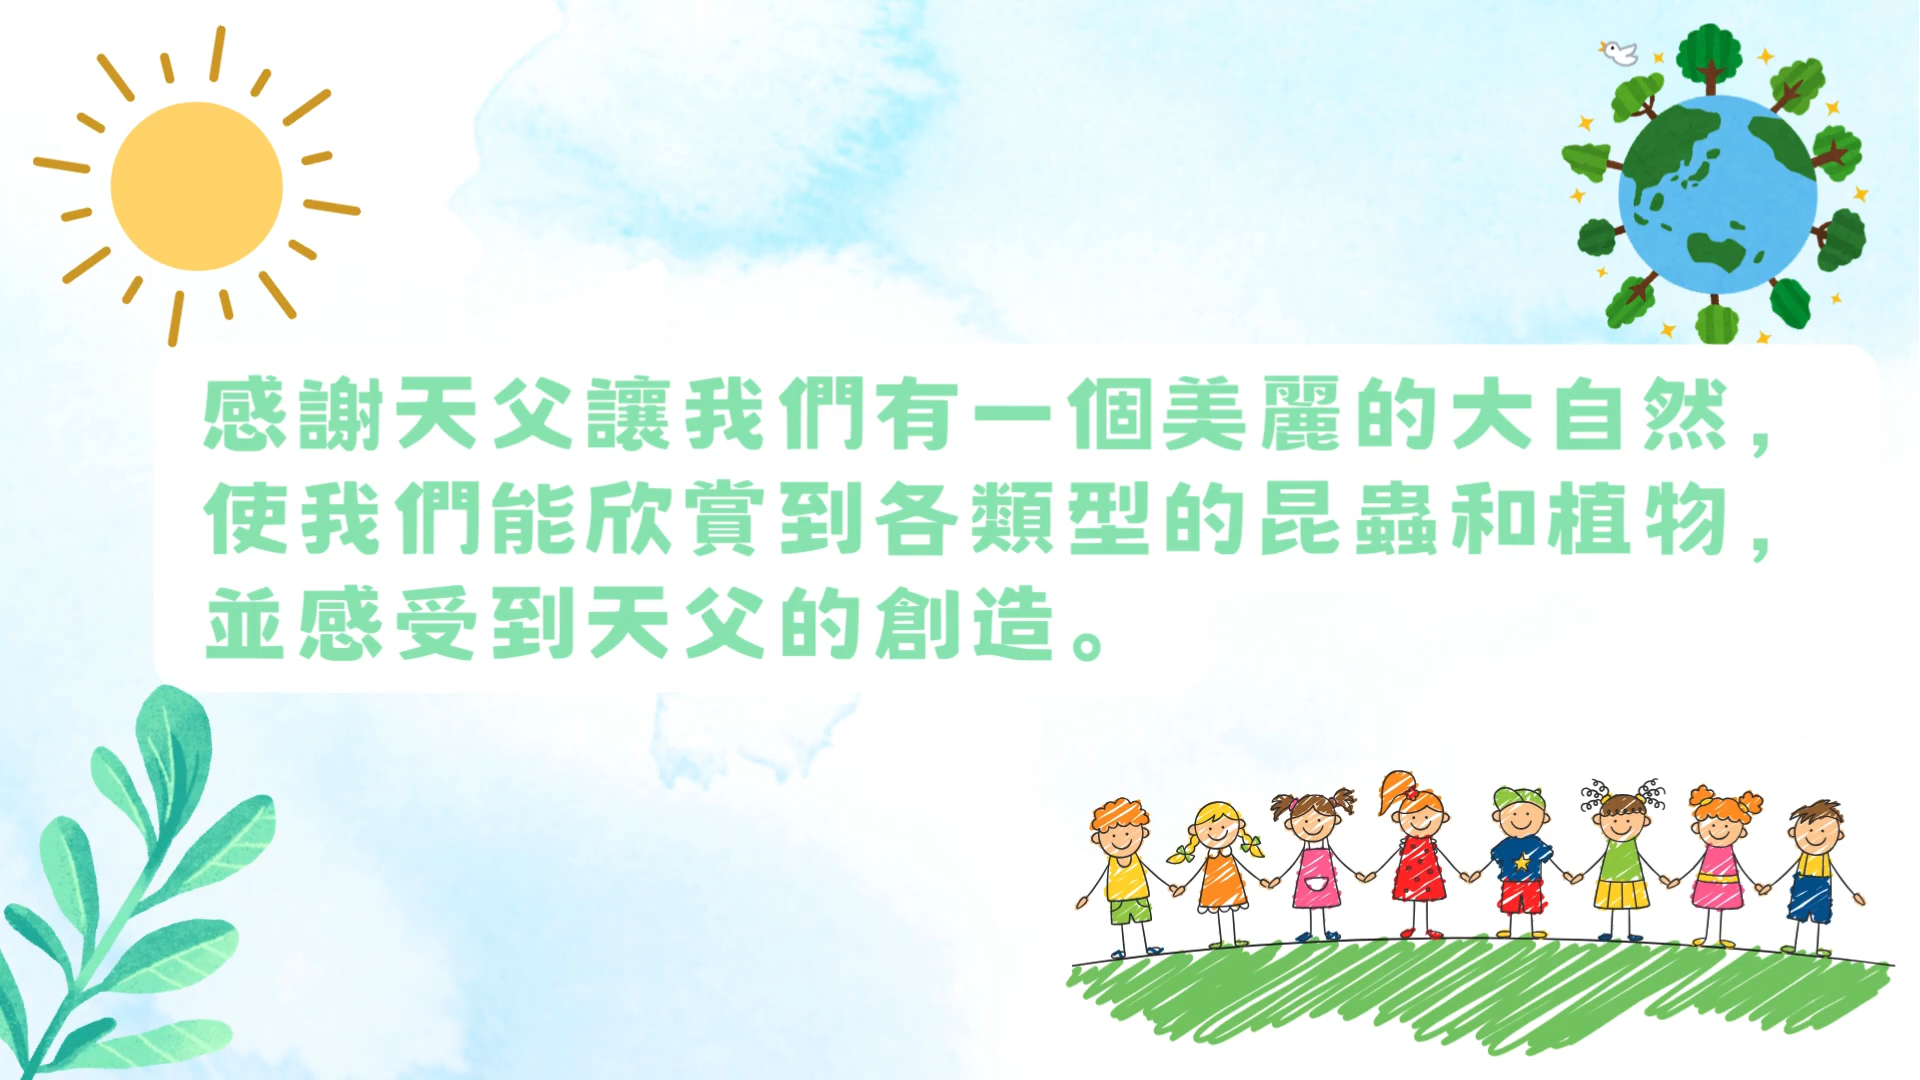 感謝天父讓我們有一個美麗的大自然，
使我們能欣賞到各類型的昆蟲和植物，
並感受到天父的創造。